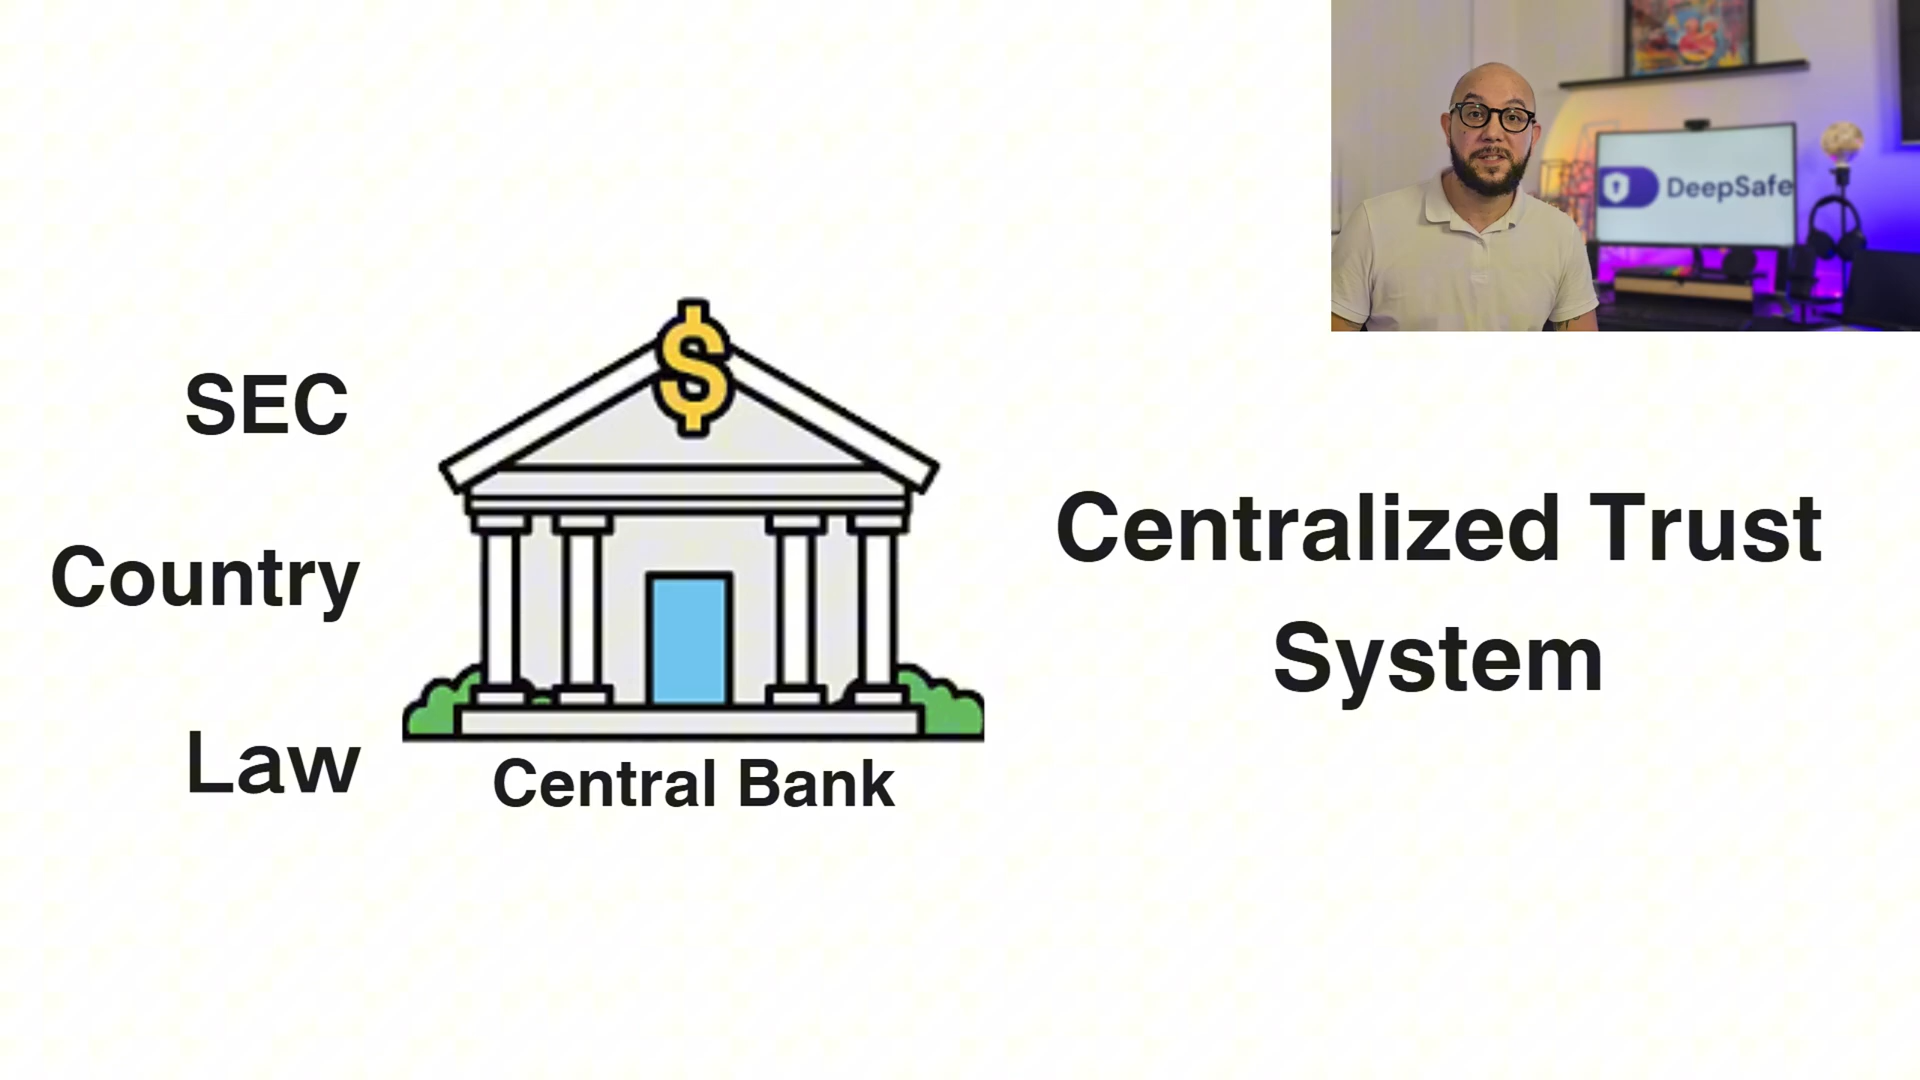 DeepSafe
SEC
Country
Law
$
Central Bank
Centralized Trust
System